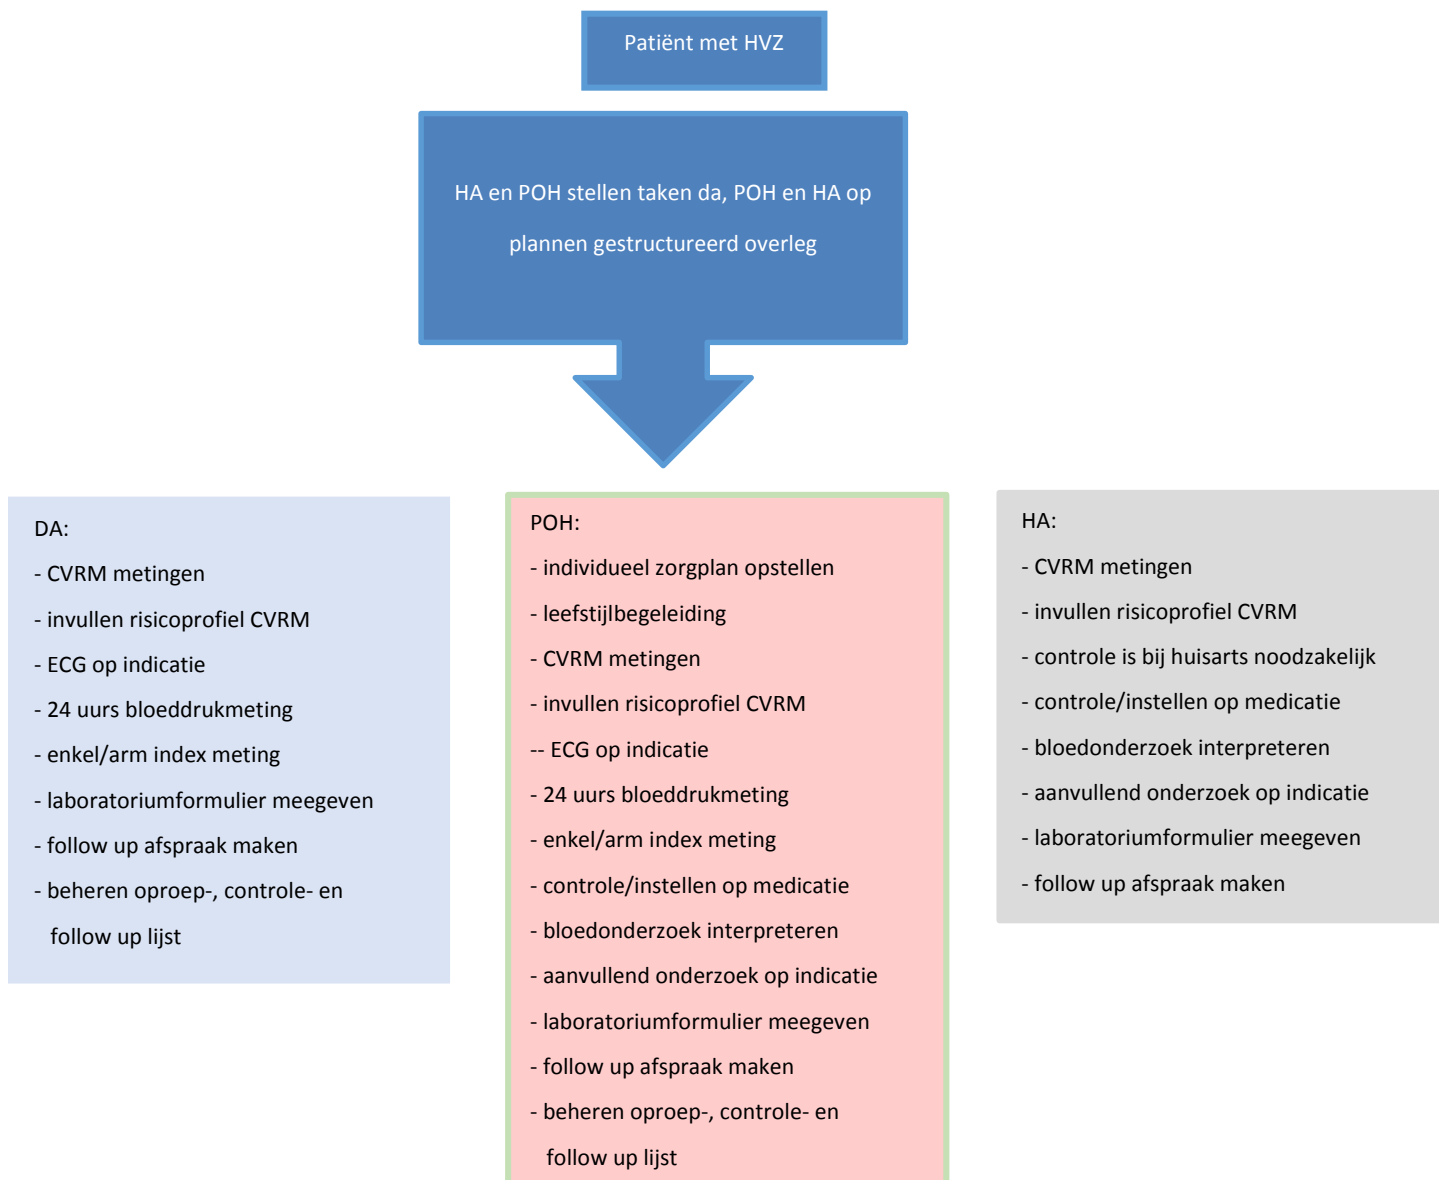 Patiënt met HVZ
HA en POH stellen taken da, POH en HA op
plannen gestructureerd overleg
DA:
- CVRM metingen
- invullen risicoprofiel CVRM
- ECG op indicatie
- 24 uurs bloeddrukmeting
- enkel/arm index meting
- laboratoriumformulier meegeven
- follow up afspraak maken
- beheren oproep-, controle- en
follow up lijst
POH:
- individueel zorgplan opstellen
- leefstijlbegeleiding
- CVRM metingen
- invullen risicoprofiel CVRM
-- ECG op indicatie
- 24 uurs bloeddrukmeting
- enkel/arm index meting
- controle/instellen op medicatie
- bloedonderzoek interpreteren
- aanvullend onderzoek op indicatie
- laboratoriumformulier meegeven
- follow up afspraak maken
- beheren oproep-, controle- en
follow up lijst
HA:
- CVRM metingen
- invullen risicoprofiel CVRM
- controle is bij huisarts noodzakelijk
- controle/instellen op medicatie
- bloedonderzoek interpreteren
- aanvullend onderzoek op indicatie
- laboratoriumformulier meegeven
- follow up afspraak maken